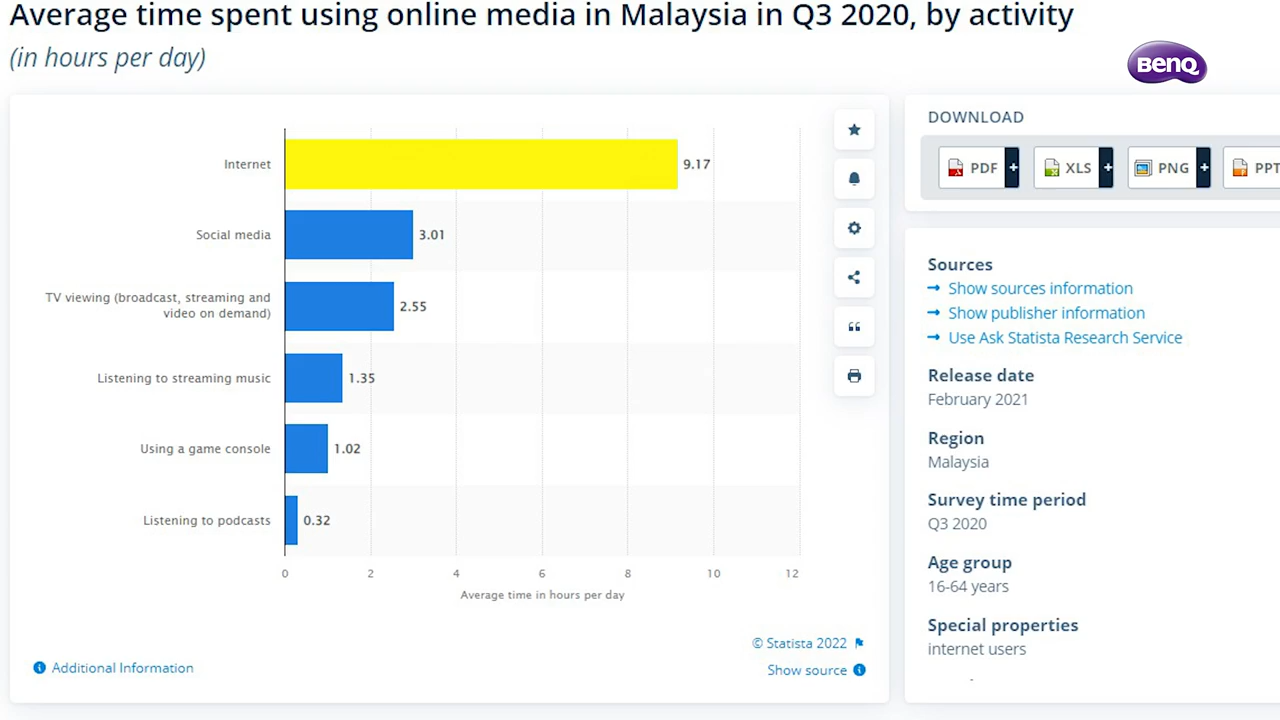 Average time spent using online media in Malaysia in Q3 2020, by activity
(in hours per day)
BenQ
Internet
9.17
Social media
3.01
TV viewing (broadcast, streaming and
video on demand)
2.55
Listening to streaming music
1.35
Using a game console
1.02
Listening to podcasts
0.32
0 2 4 6 8 10 12
Average time in hours per day
© Statista 2022
Additional Information
Show source
DOWNLOAD
PDF + XLS + PNG + PPT
Sources
→ Show sources information
→ Show publisher information
→ Use Ask Statista Research Service
Release date
February 2021
Region
Malaysia
Survey time period
Q3 2020
Age group
16-64 years
Special properties
internet users